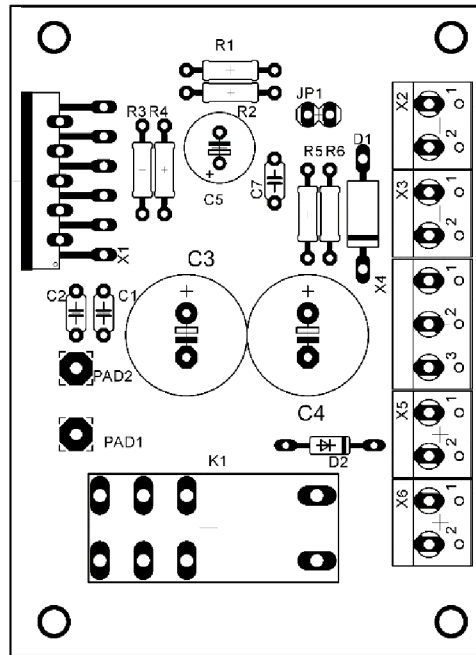 R1
R2
JP1
X2
1
2
R3 R4
D1
C5
+
C7
R5 R6
X3
1
2
X1
C3
+
+
X4
1
2
3
C2
C1
PAD2
C4
PAD1
X5
1
2
K1
D2
X6
1
2